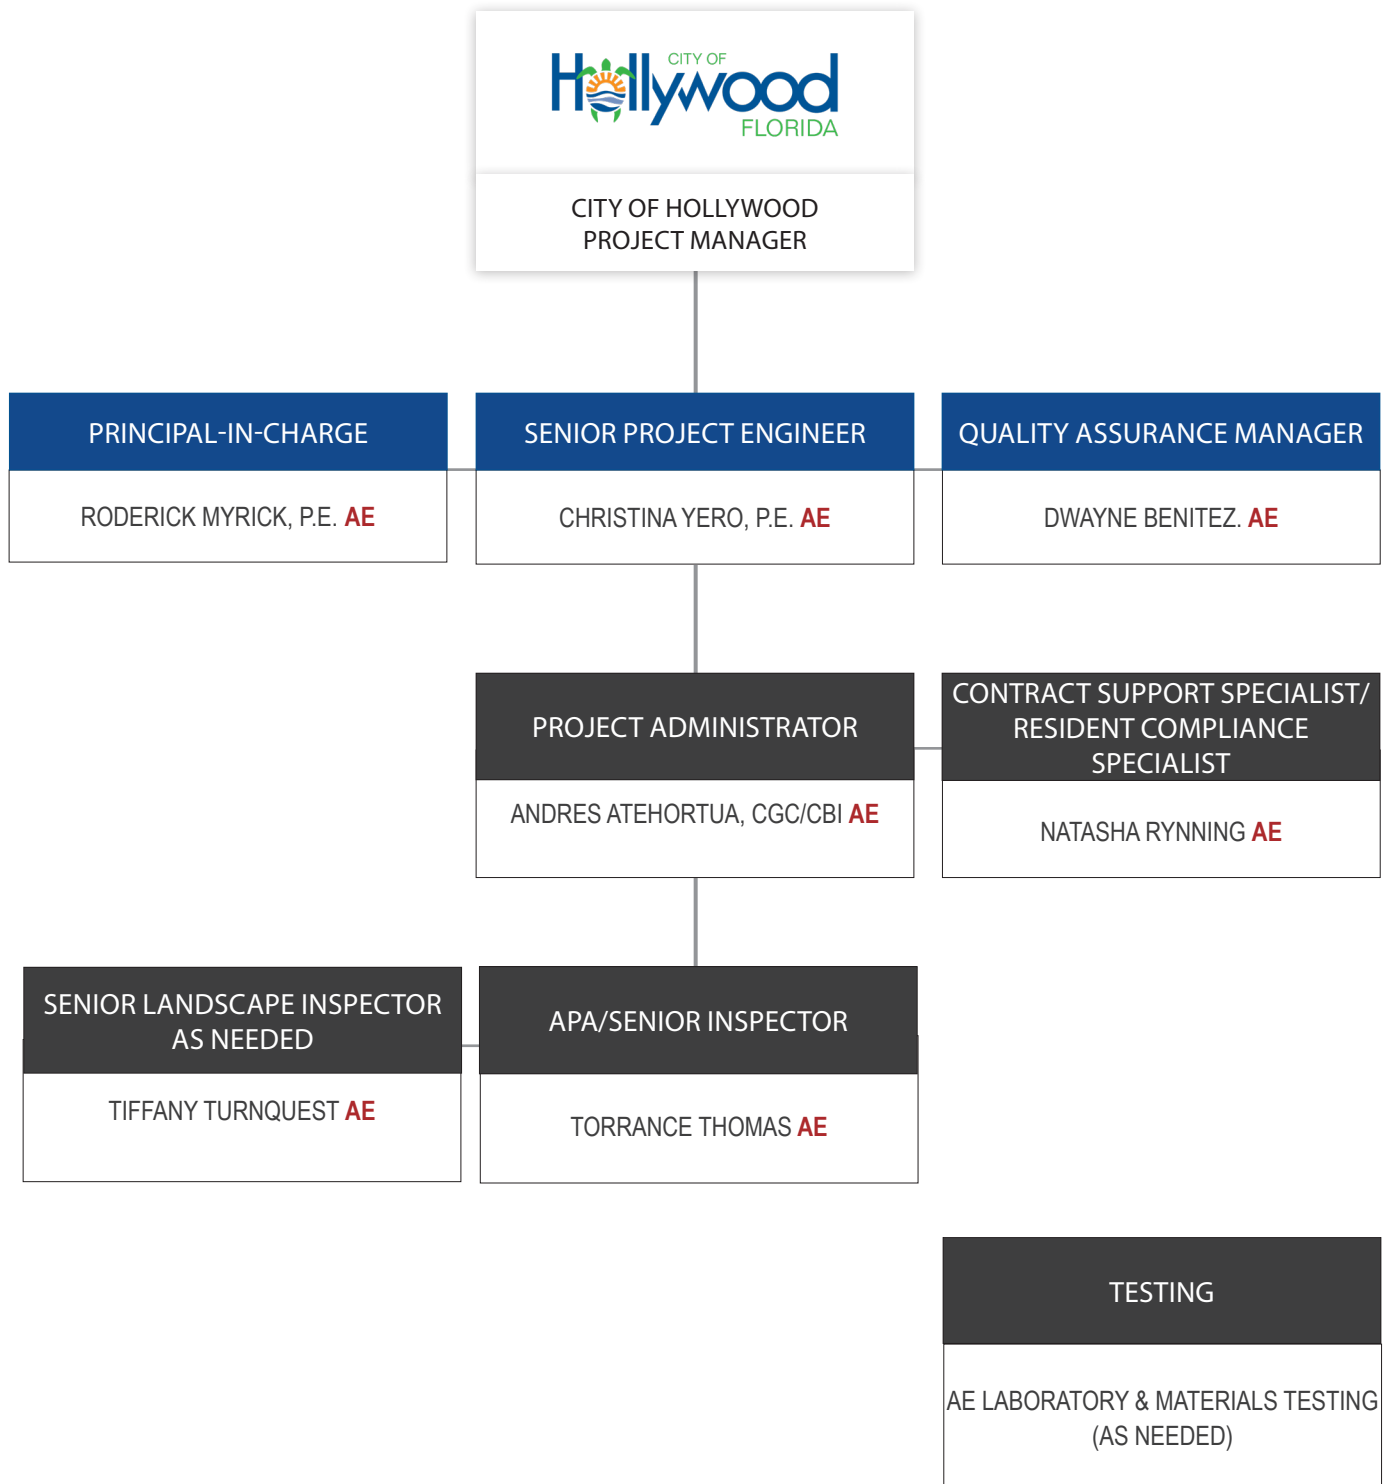 CITY OF
Hollywood
FLORIDA
CITY OF HOLLYWOOD
PROJECT MANAGER
PRINCIPAL-IN-CHARGE
RODERICK MYRICK, P.E. AE
SENIOR PROJECT ENGINEER
CHRISTINA YERO, P.E. AE
QUALITY ASSURANCE MANAGER
DWAYNE BENITEZ. AE
PROJECT ADMINISTRATOR
ANDRES ATEHORTUA, CGC/CBI AE
CONTRACT SUPPORT SPECIALIST/
RESIDENT COMPLIANCE
SPECIALIST
NATASHA RYNNING AE
SENIOR LANDSCAPE INSPECTOR
AS NEEDED
TIFFANY TURNQUEST AE
APA/SENIOR INSPECTOR
TORRANCE THOMAS AE
TESTING
AE LABORATORY & MATERIALS TESTING
(AS NEEDED)